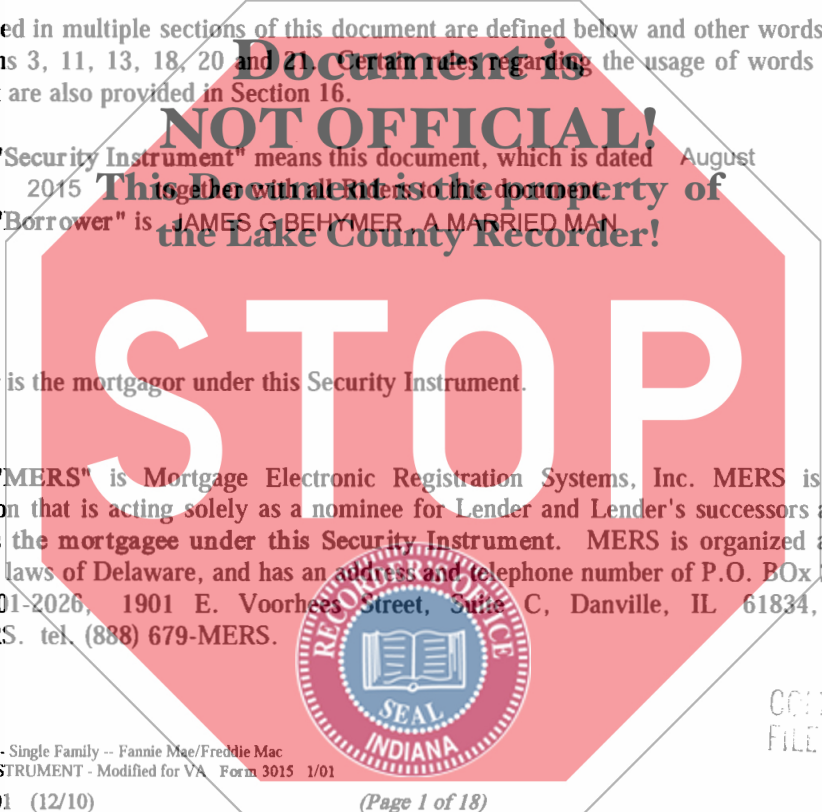 ed in multiple sections of this document are defined below and other words
s 3, 11, 13, 18, 20 and 21. Certain rules regarding the usage of words
are also provided in Section 16.
Document is
NOT OFFICIAL!
This Document is the property of
the Lake County Recorder!
"Security Instrument" means this document, which is dated August
2015 together with all Riders to this document.
"Borrower" is JAMES G BEHYMER , A MARRIED MAN
STOP
is the mortgagor under this Security Instrument.
"MERS" is Mortgage Electronic Registration Systems, Inc. MERS is
on that is acting solely as a nominee for Lender and Lender's successors a
the mortgagee under this Security Instrument. MERS is organized a
laws of Delaware, and has an address and telephone number of P.O. BOx
01-2026, 1901 E. Voorhees Street, Suite C, Danville, IL 61834,
S. tel. (888) 679-MERS.
RECORDER'S OFFICE
SEAL
INDIANA
- Single Family -- Fannie Mae/Freddie Mac
STRUMENT - Modified for VA Form 3015 1/01
1 (12/10) (Page 1 of 18)
FILE